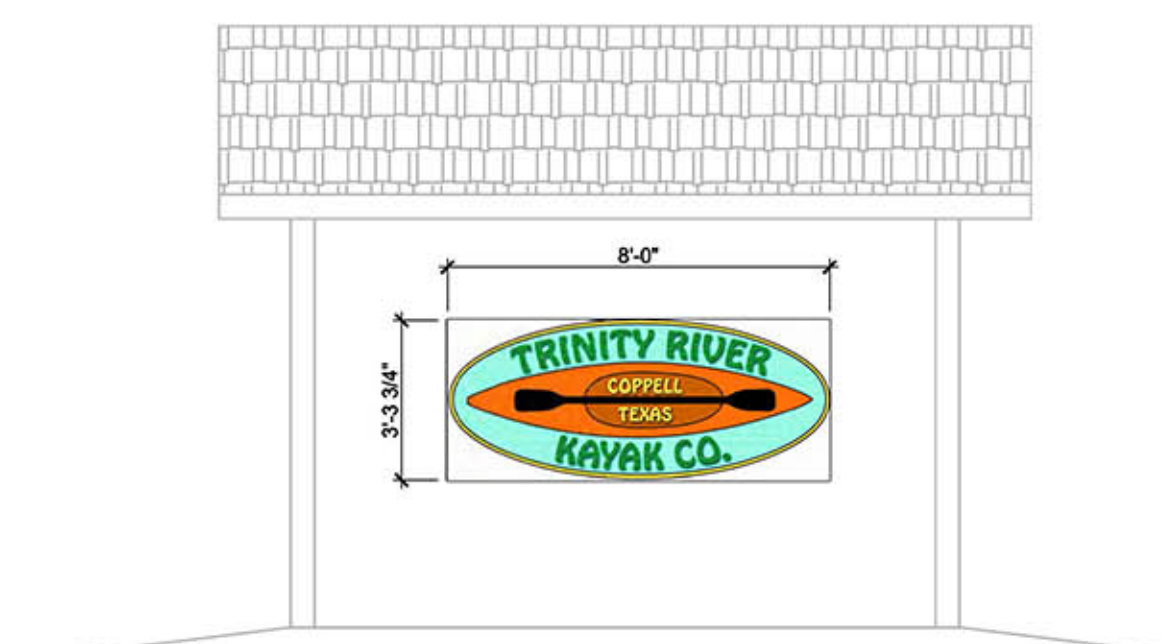 8'-0"
3'-3 3/4"
TRINITY RIVER
COPPELL
TEXAS
KAYAK CO.